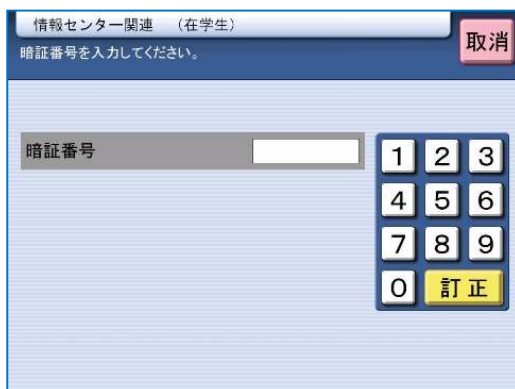 情報センター関連 （在学生）
取消
暗証番号を入力してください。
暗証番号
1 2 3
4 5 6
7 8 9
0 訂正